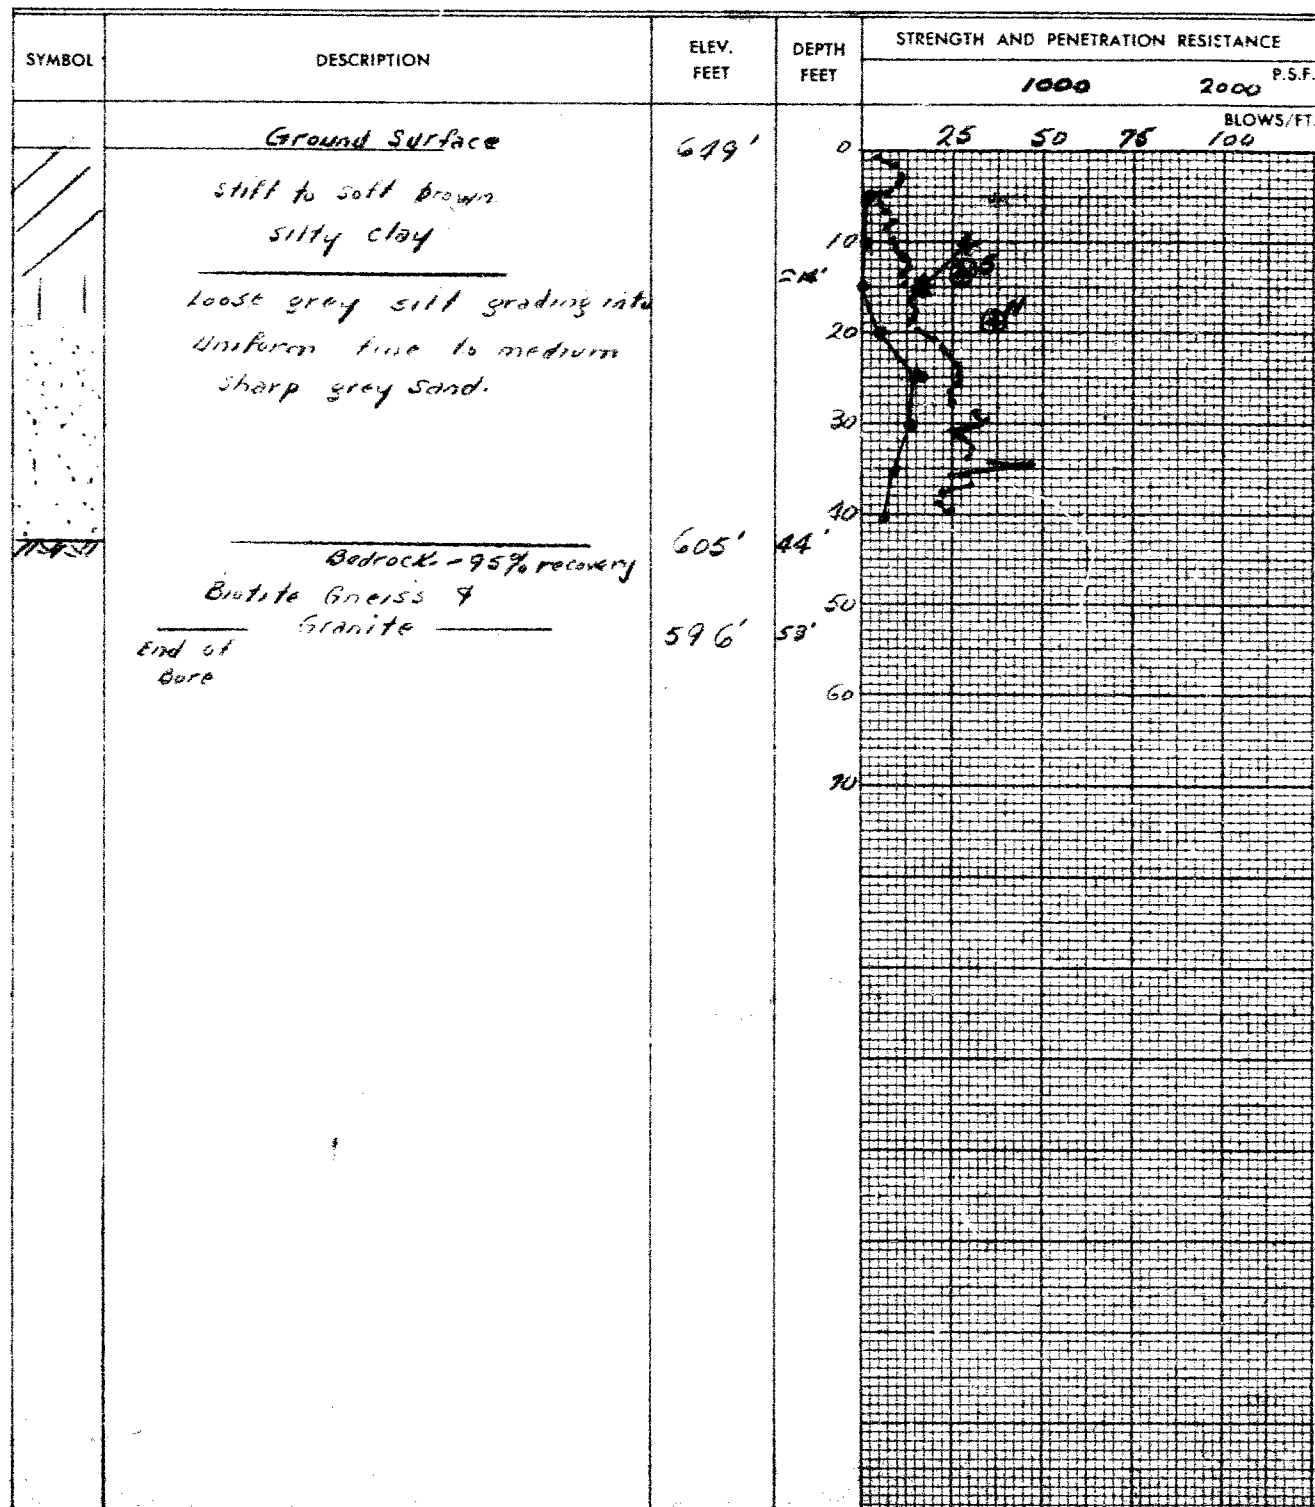 SYMBOL
DESCRIPTION
ELEV. FEET
DEPTH FEET
STRENGTH AND PENETRATION RESISTANCE
1000 2000 P.S.F.
BLOWS/FT.
25 50 75 100
Ground Surface 649' 0
stiff to soft brown
silty clay
10
Loose grey silt grading into
Uniform fine to medium
20
sharp grey sand.
30
40
605' 44'
Bedrock - 95% recovery
Biotite Gneiss &
50
Granite 596' 53'
End of
Bore
60
70